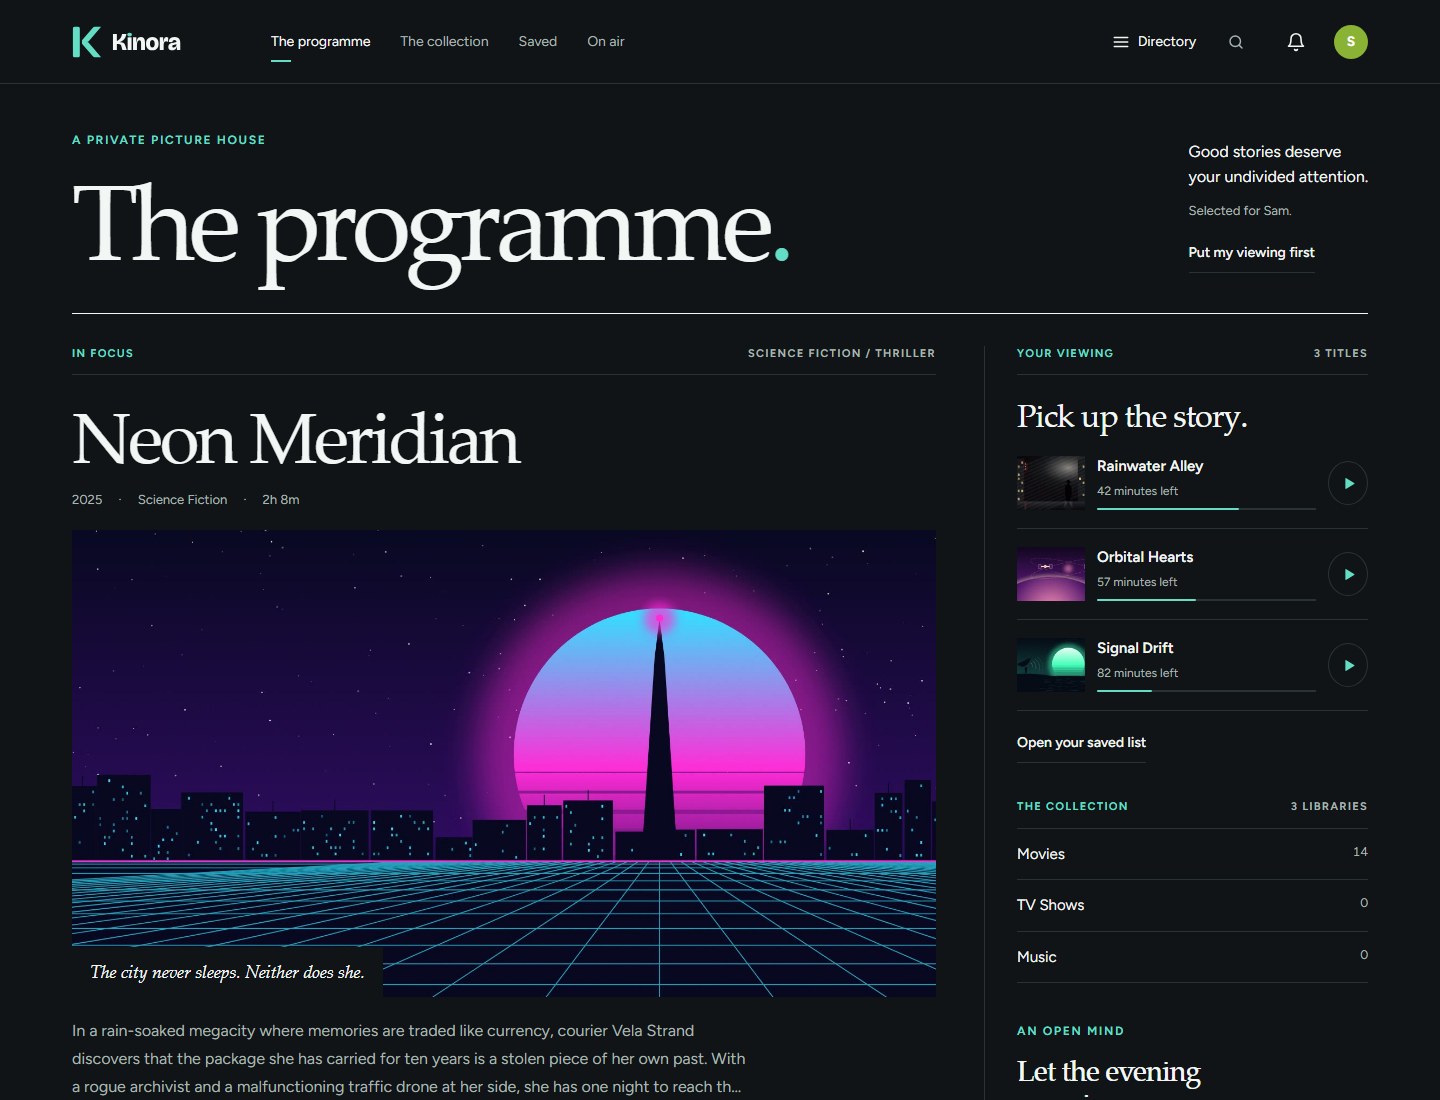 Kinora
The programme
The collection
Saved
On air
Directory
S
A PRIVATE PICTURE HOUSE
The programme.
Good stories deserve
your undivided attention.
Selected for Sam.
Put my viewing first
IN FOCUS
SCIENCE FICTION / THRILLER
Neon Meridian
2025 · Science Fiction · 2h 8m
The city never sleeps. Neither does she.
In a rain-soaked megacity where memories are traded like currency, courier Vela Strand
discovers that the package she has carried for ten years is a stolen piece of her own past. With
a rogue archivist and a malfunctioning traffic drone at her side, she has one night to reach th...
YOUR VIEWING
3 TITLES
Pick up the story.
Rainwater Alley
42 minutes left
Orbital Hearts
57 minutes left
Signal Drift
82 minutes left
Open your saved list
THE COLLECTION
3 LIBRARIES
Movies
14
TV Shows
0
Music
0
AN OPEN MIND
Let the evening